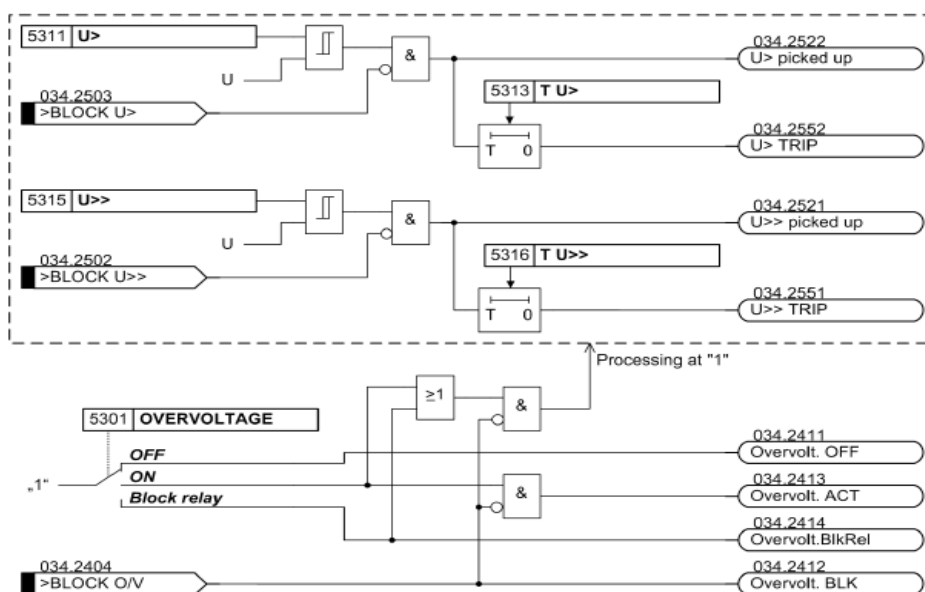 5311 U>
U
034.2503
>BLOCK U>
&
034.2522
U> picked up
5313 T U>
T 0
034.2552
U> TRIP
5315 U>>
U
034.2502
>BLOCK U>>
&
034.2521
U>> picked up
5316 T U>>
T 0
034.2551
U>> TRIP
Processing at "1"
≥1
&
5301 OVERVOLTAGE
„1"
OFF
ON
Block relay
&
034.2411
Overvolt. OFF
034.2413
Overvolt. ACT
034.2414
Overvolt.BlkRel
034.2404
>BLOCK O/V
034.2412
Overvolt. BLK